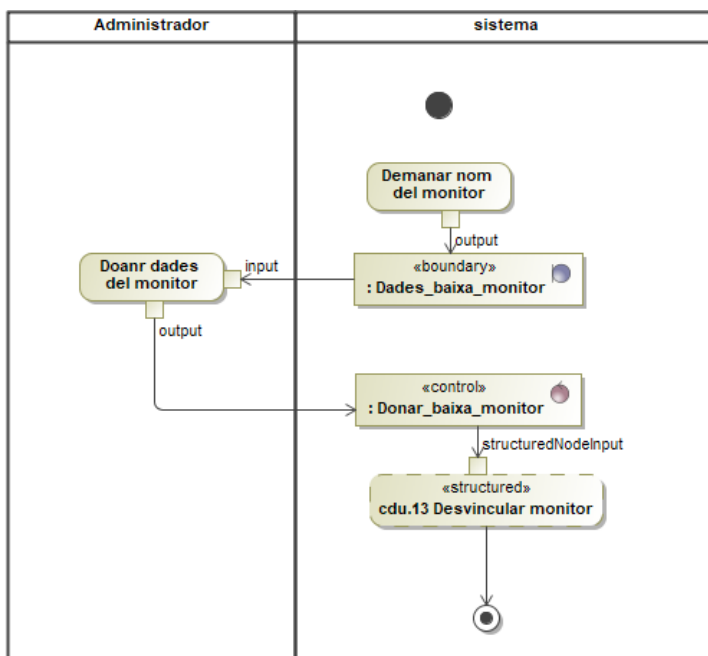 Administrador
sistema
Demanar nom
del monitor
output
«boundary»
: Dades_baixa_monitor
input
Doanr dades
del monitor
output
«control»
: Donar_baixa_monitor
structuredNodeInput
«structured»
cdu.13 Desvincular monitor